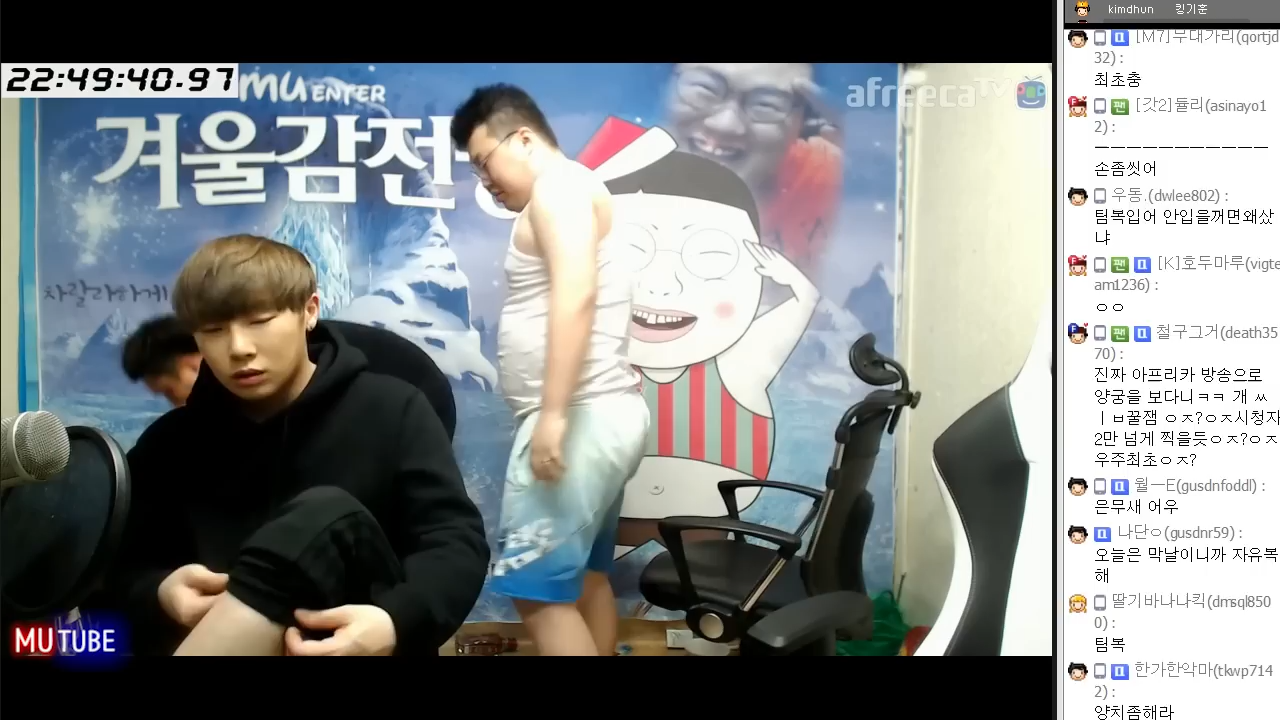 kimdhun 킹기훈
22:49:40.97
MU ENTER
afreecaTV
겨울감전
차랄라하게
MUTUBE
[M7]무대가리(qortjd
32) :
최초충
[갓2]듈리(asinayo1
2) :
ㅡㅡㅡㅡㅡㅡㅡㅡㅡㅡㅡ
손좀씻어
우동.(dwlee802) :
팀복입어 안입을꺼면왜샀
냐
[K]호두마루(vigte
am1236) :
ㅇㅇ
철구그거(death35
70) :
진짜 아프리카 방송으로
양궁을 보다니ㅋㅋ 개 ㅆ
ㅣㅂ꿀잼 ㅇㅈ?ㅇㅈ시청자
2만 넘게 찍을듯ㅇㅈ?ㅇㅈ
우주최초ㅇㅈ?
월ㅡE(gusdnfoddl) :
은무새 어우
나단ㅇ(gusdnr59) :
오늘은 막날이니까 자유복
해
딸기바나나킥(dmsql850
0) :
팀복
한가한악마(tkwp714
2) :
양치좀해라